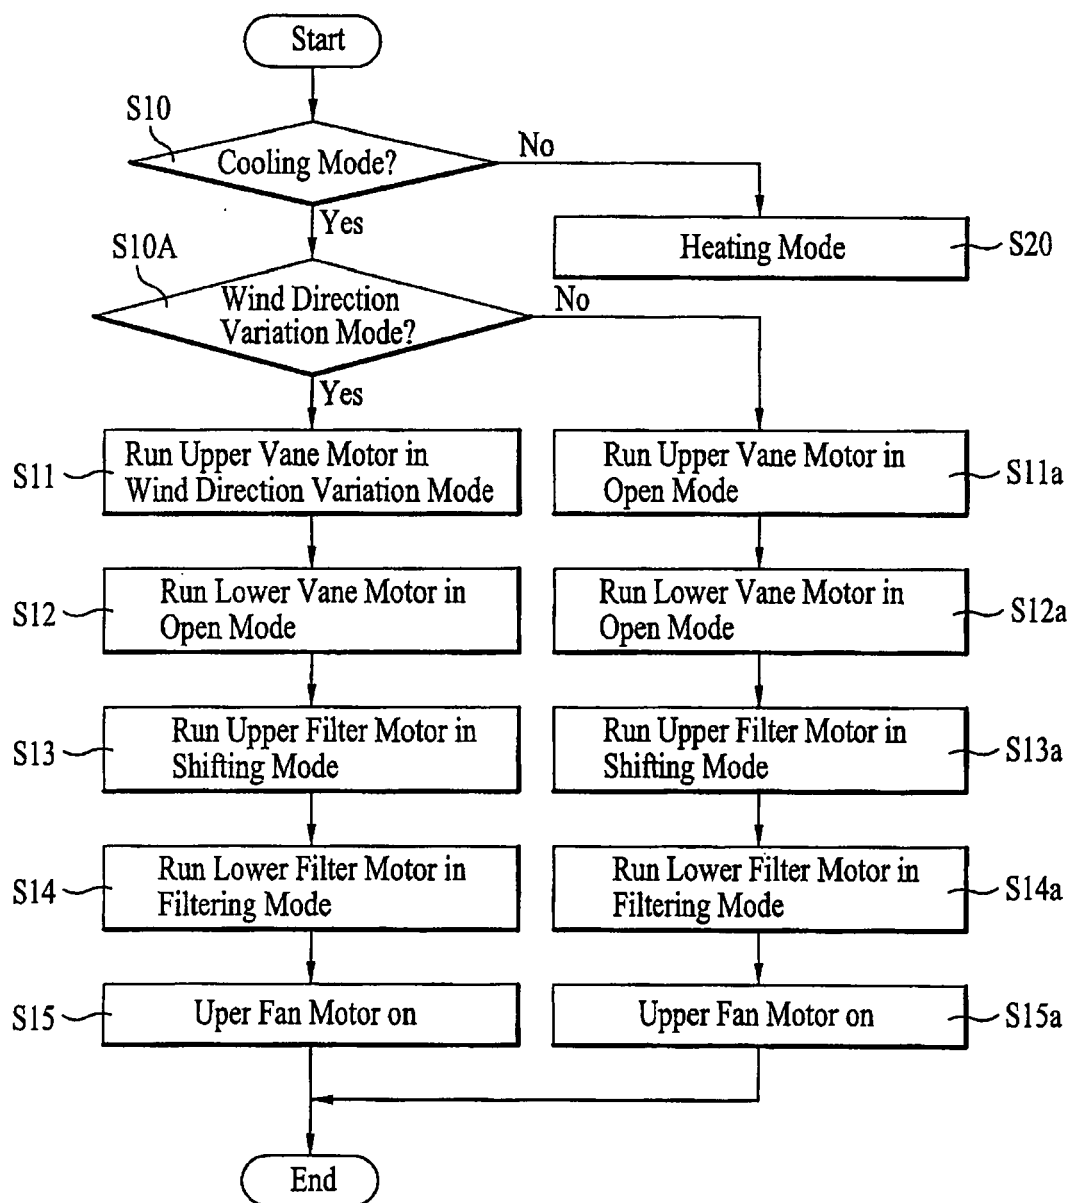 Start
S10
Cooling Mode?
No
Yes
Heating Mode
S20
S10A
Wind Direction
Variation Mode?
No
Yes
S11
Run Upper Vane Motor in
Wind Direction Variation Mode
Run Upper Vane Motor in
Open Mode
S11a
S12
Run Lower Vane Motor in
Open Mode
Run Lower Vane Motor in
Open Mode
S12a
S13
Run Upper Filter Motor in
Shifting Mode
Run Upper Filter Motor in
Shifting Mode
S13a
S14
Run Lower Filter Motor in
Filtering Mode
Run Lower Filter Motor in
Filtering Mode
S14a
S15
Uper Fan Motor on
Upper Fan Motor on
S15a
End